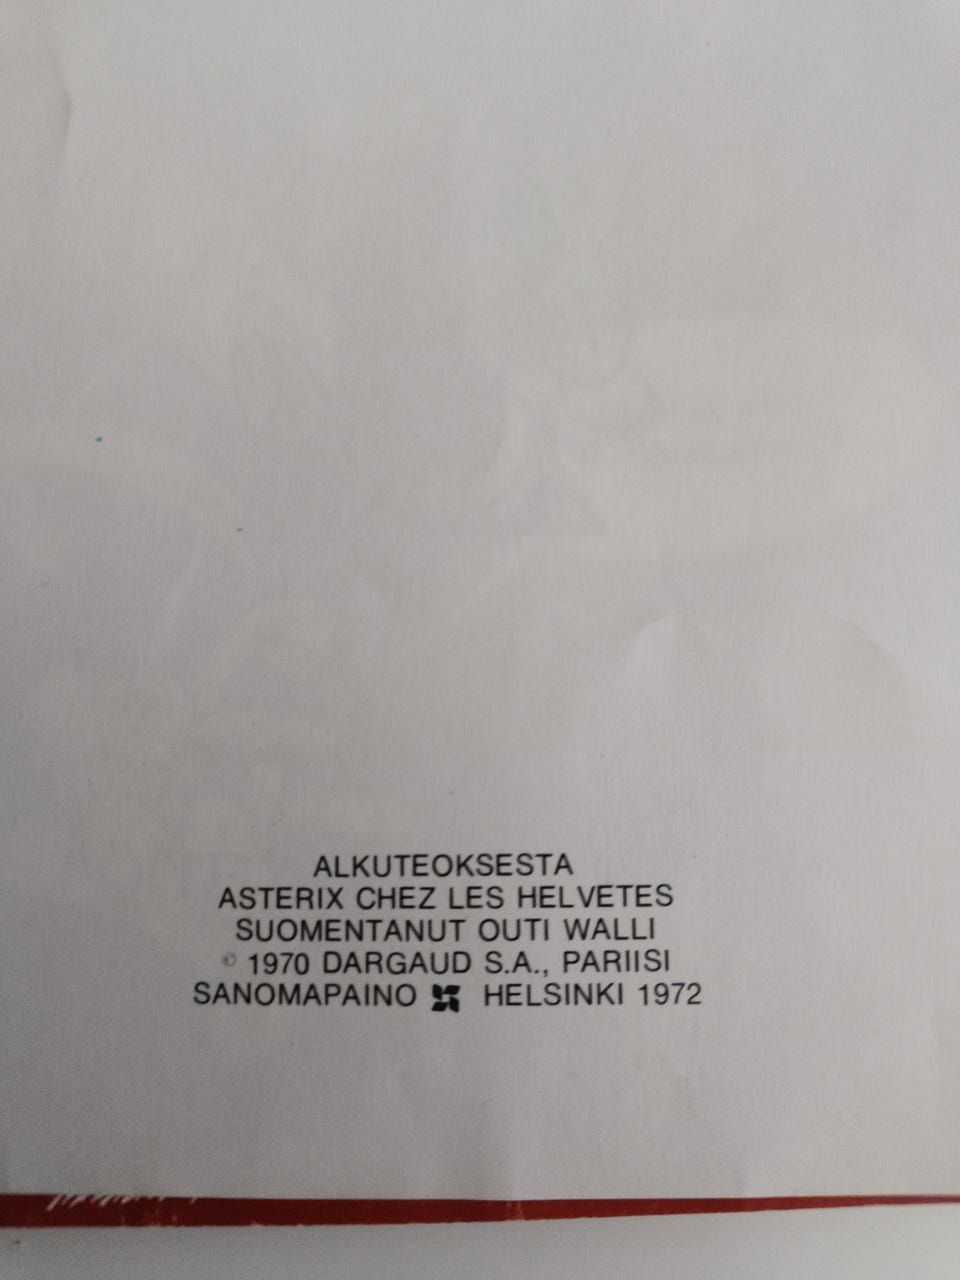 ALKUTEOKSESTA
ASTERIX CHEZ LES HELVETES
SUOMENTANUT OUTI WALLI
© 1970 DARGAUD S.A., PARIISI
SANOMAPAINO HELSINKI 1972